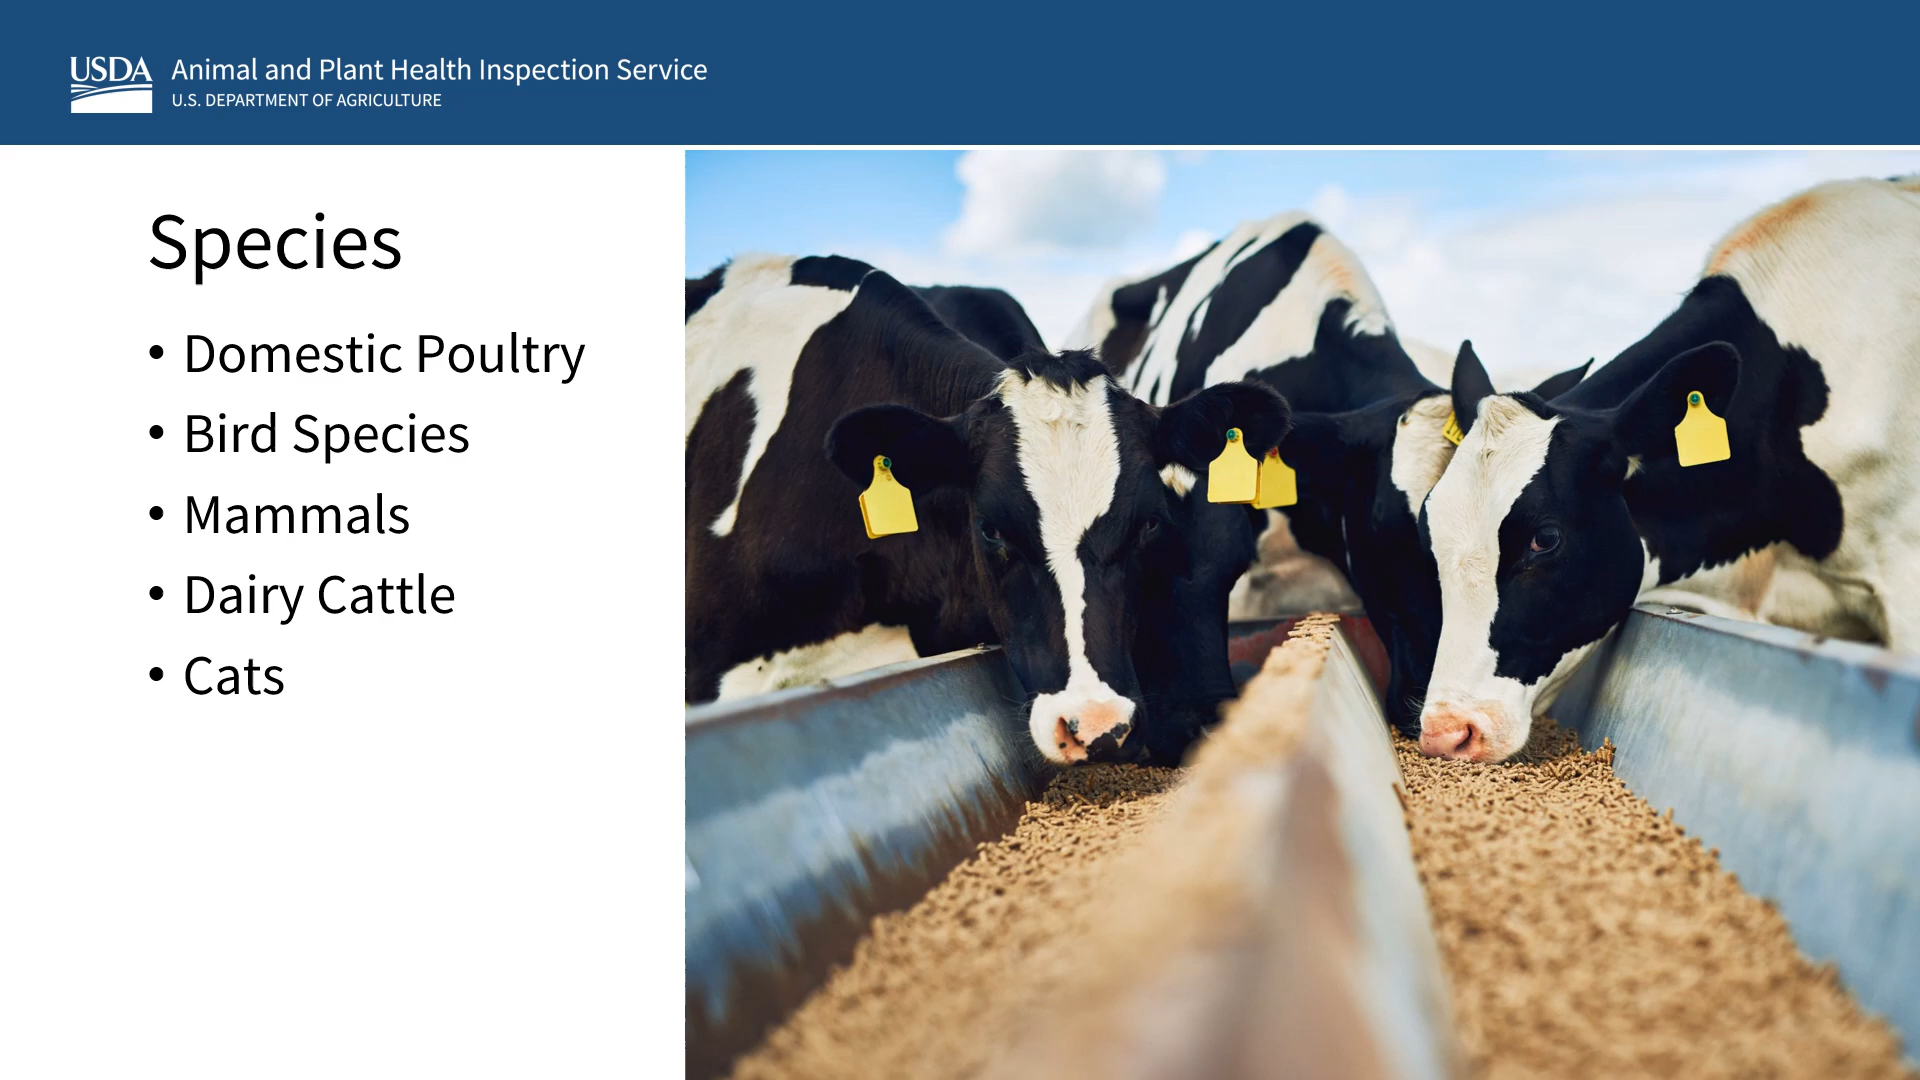 USDA
Animal and Plant Health Inspection Service
U.S. DEPARTMENT OF AGRICULTURE
Species
• Domestic Poultry
• Bird Species
• Mammals
• Dairy Cattle
• Cats